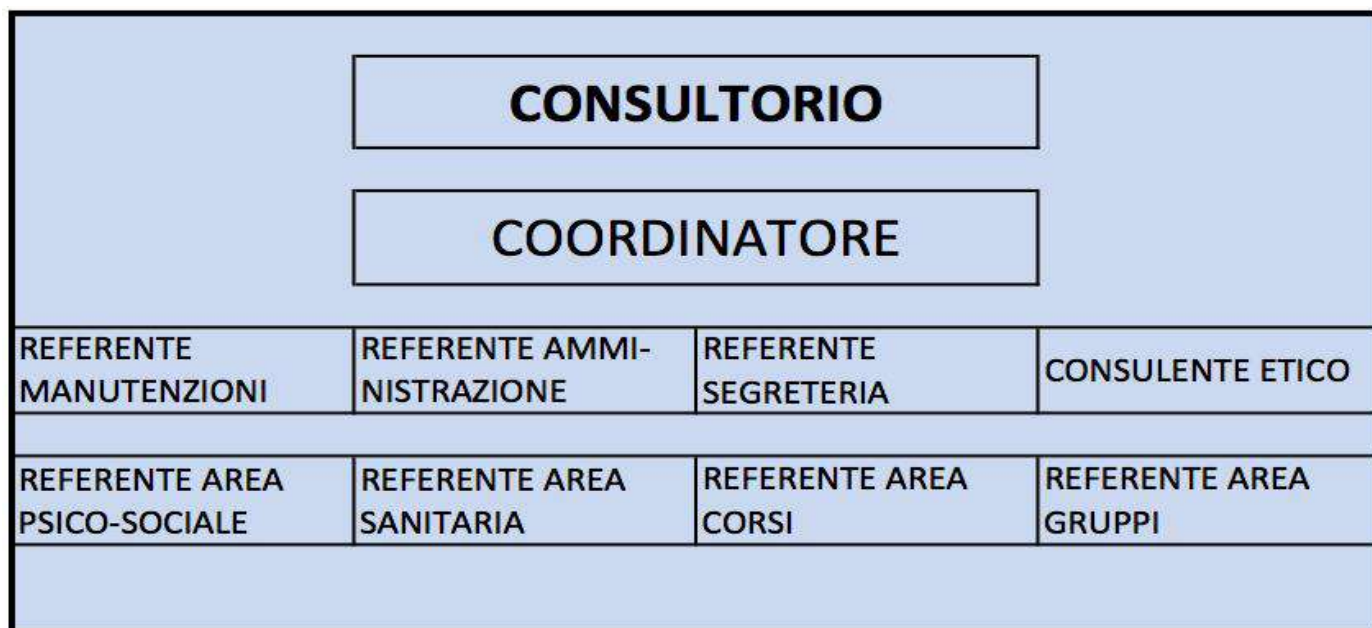 CONSULTORIO
COORDINATORE
REFERENTE
MANUTENZIONI
REFERENTE AMMI-
NISTRAZIONE
REFERENTE
SEGRETERIA
CONSULENTE ETICO
REFERENTE AREA
PSICO-SOCIALE
REFERENTE AREA
SANITARIA
REFERENTE AREA
CORSI
REFERENTE AREA
GRUPPI